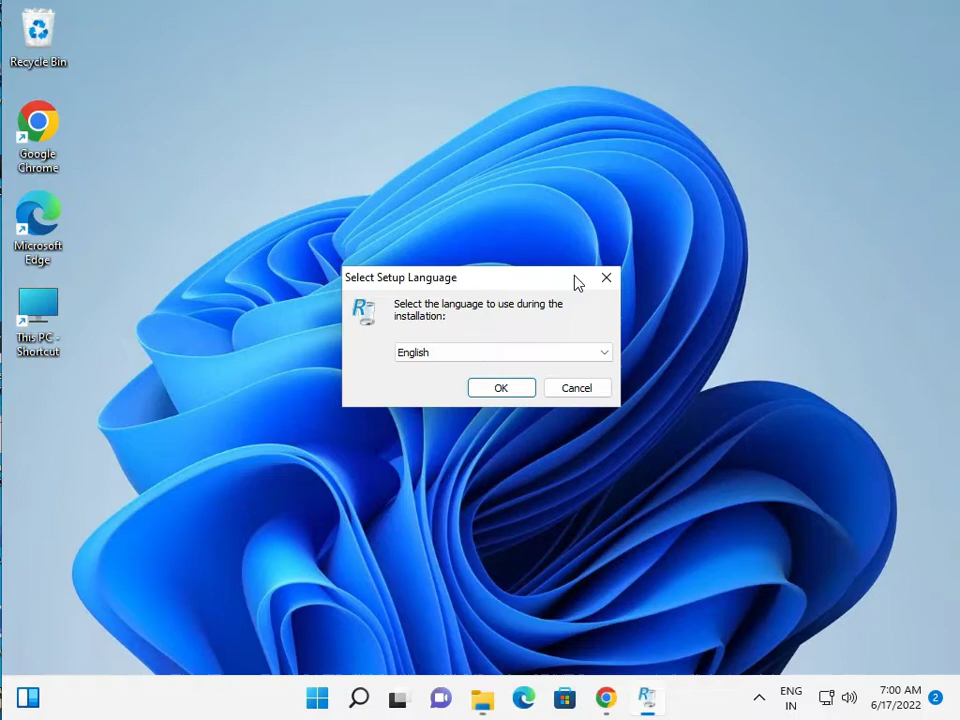 Recycle Bin
Google
Chrome
Microsoft
Edge
This PC -
Shortcut
Select Setup Language
Select the language to use during the
installation:
English
OK
Cancel
ENG
IN
7:00 AM
6/17/2022
2